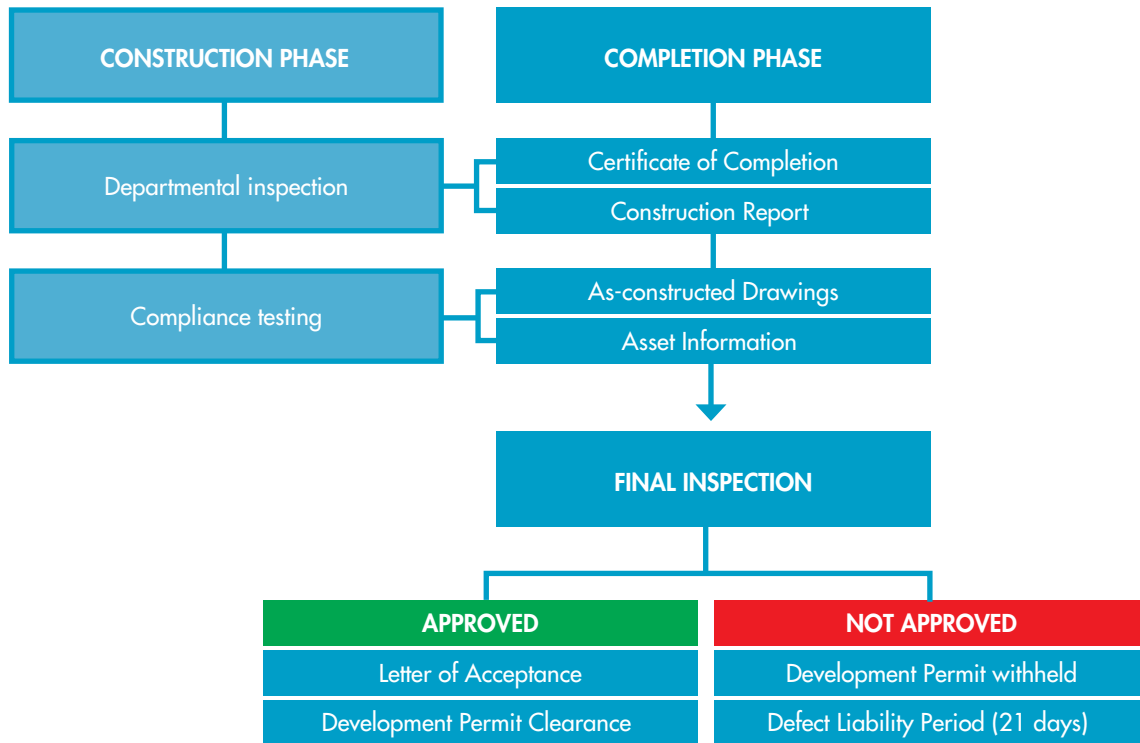 CONSTRUCTION PHASE
COMPLETION PHASE
Departmental inspection
Certificate of Completion
Construction Report
Compliance testing
As-constructed Drawings
Asset Information
FINAL INSPECTION
APPROVED
NOT APPROVED
Letter of Acceptance
Development Permit withheld
Development Permit Clearance
Defect Liability Period (21 days)